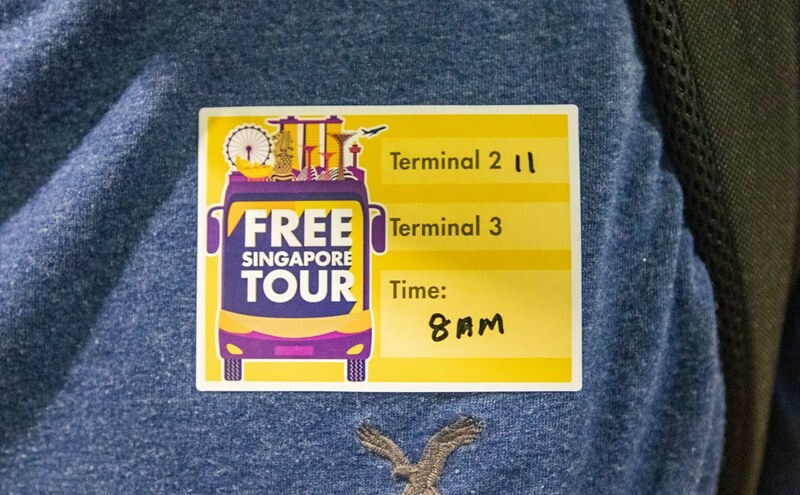 FREE
SINGAPORE
TOUR
Terminal 2 11
Terminal 3
Time:
8AM